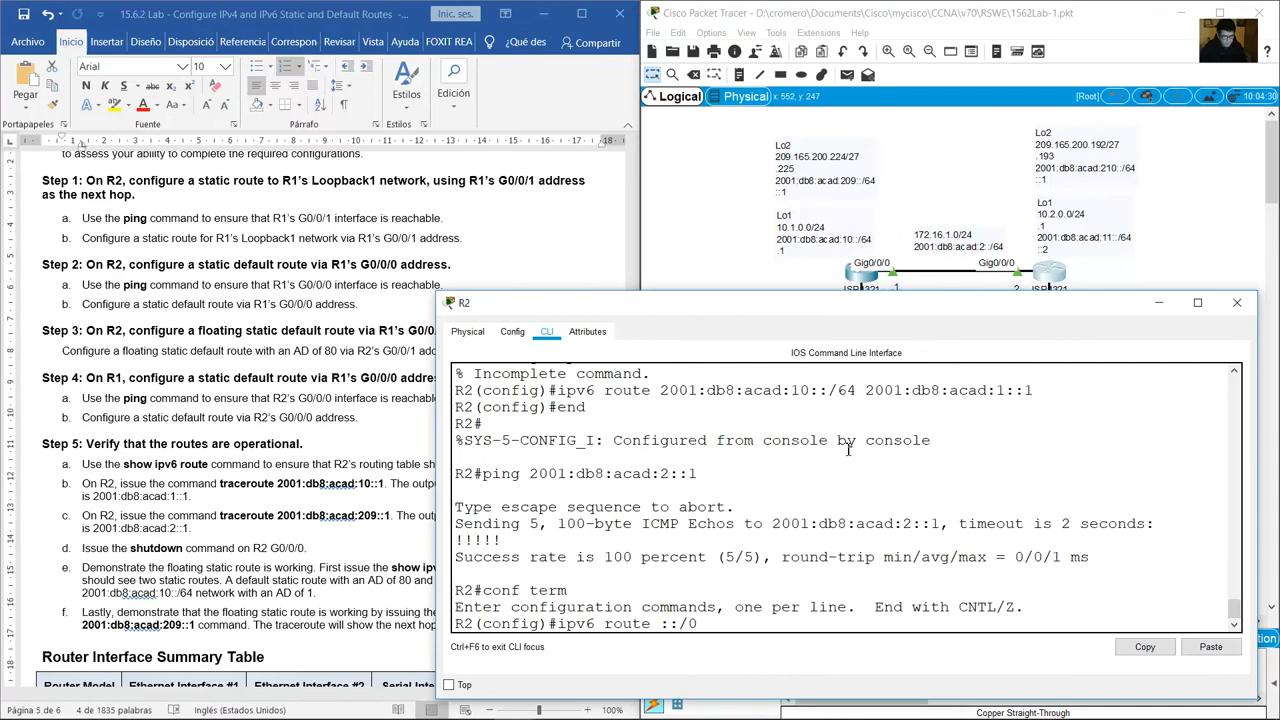 15.6.2 Lab - Configure IPv4 and IPv6 Static and Default Routes
Inic. ses.
Archivo Inicio Insertar Diseño Disposició Referencia Correspon Revisar Vista Ayuda FOXIT REA ¿Qué des Compartir
Pegar
Arial 10
N K S
Estilos
Edición
Portapapeles Fuente Párrafo Estilos
to assess your ability to complete the required configurations.
Step 1: On R2, configure a static route to R1's Loopback1 network, using R1's G0/0/1 address
as the next hop.
a. Use the ping command to ensure that R1's G0/0/1 interface is reachable.
b. Configure a static route for R1's Loopback1 network via R1's G0/0/1 address.
Step 2: On R2, configure a static default route via R1's G0/0/0 address.
a. Use the ping command to ensure that R1's G0/0/0 interface is reachable.
b. Configure a static default route via R1's G0/0/0 address.
Step 3: On R2, configure a floating static default route via R1's G0/0/
Configure a floating static default route with an AD of 80 via R2's G0/0/1 add
Step 4: On R1, configure a static default route via R2's G0/0/0
a. Use the ping command to ensure that R2's G0/0/0 interface is
b. Configure a static default route via R2's G0/0/0 address.
Step 5: Verify that the routes are operational.
a. Use the show ipv6 route command to ensure that R2's routing table sh
b. On R2, issue the command traceroute 2001:db8:acad:10::1. The outp
is 2001:db8:acad:1::1.
c. On R2, issue the command traceroute 2001:db8:acad:209::1. The out
is 2001:db8:acad:2::1.
d. Issue the shutdown command on R2 G0/0/0.
e. Demonstrate the floating static route is working. First issue the show ip
should see two static routes. A default static route with an AD of 80 and
2001:db8:acad:10::/64 network with an AD of 1.
f. Lastly, demonstrate that the floating static route is working by issuing the
2001:db8:acad:209::1 command. The traceroute will show the next hop
Router Interface Summary Table
Router Model Ethernet Interface #1 Ethernet Interface #2 Serial Inter
Página 5 de 6 4 de 1835 palabras Inglés (Estados Unidos) 100%
Cisco Packet Tracer - D:\cromero\Documents\Cisco\mycisco\CCNA\v70\RSWE\1562Lab-1.pkt
File Edit Options View Tools Extensions Help
Logical Physical x: 552, y: 247 [Root] 10:04:30
Lo2
209.165.200.224/27
.225
2001:db8:acad:209::/64
::1
Lo1
10.1.0.0/24
2001:db8:acad:10::/64
.1
172.16.1.0/24
2001:db8:acad:2::/64
Lo2
209.165.200.192/27
.193
2001:db8:acad:210::/64
::1
Lo1
10.2.0.0/24
.1
2001:db8:acad:11::/64
::2
Gig0/0/0 Gig0/0/0
R2
Physical Config CLI Attributes
IOS Command Line Interface
% Incomplete command.
R2(config)#ipv6 route 2001:db8:acad:10::/64 2001:db8:acad:1::1
R2(config)#end
R2#
%SYS-5-CONFIG_I: Configured from console by console
R2#ping 2001:db8:acad:2::1
Type escape sequence to abort.
Sending 5, 100-byte ICMP Echos to 2001:db8:acad:2::1, timeout is 2 seconds:
!!!!!
Success rate is 100 percent (5/5), round-trip min/avg/max = 0/0/1 ms
R2#conf term
Enter configuration commands, one per line. End with CNTL/Z.
R2(config)#ipv6 route ::/0
Ctrl+F6 to exit CLI focus
Copy Paste
Top
Copper Straight-Through